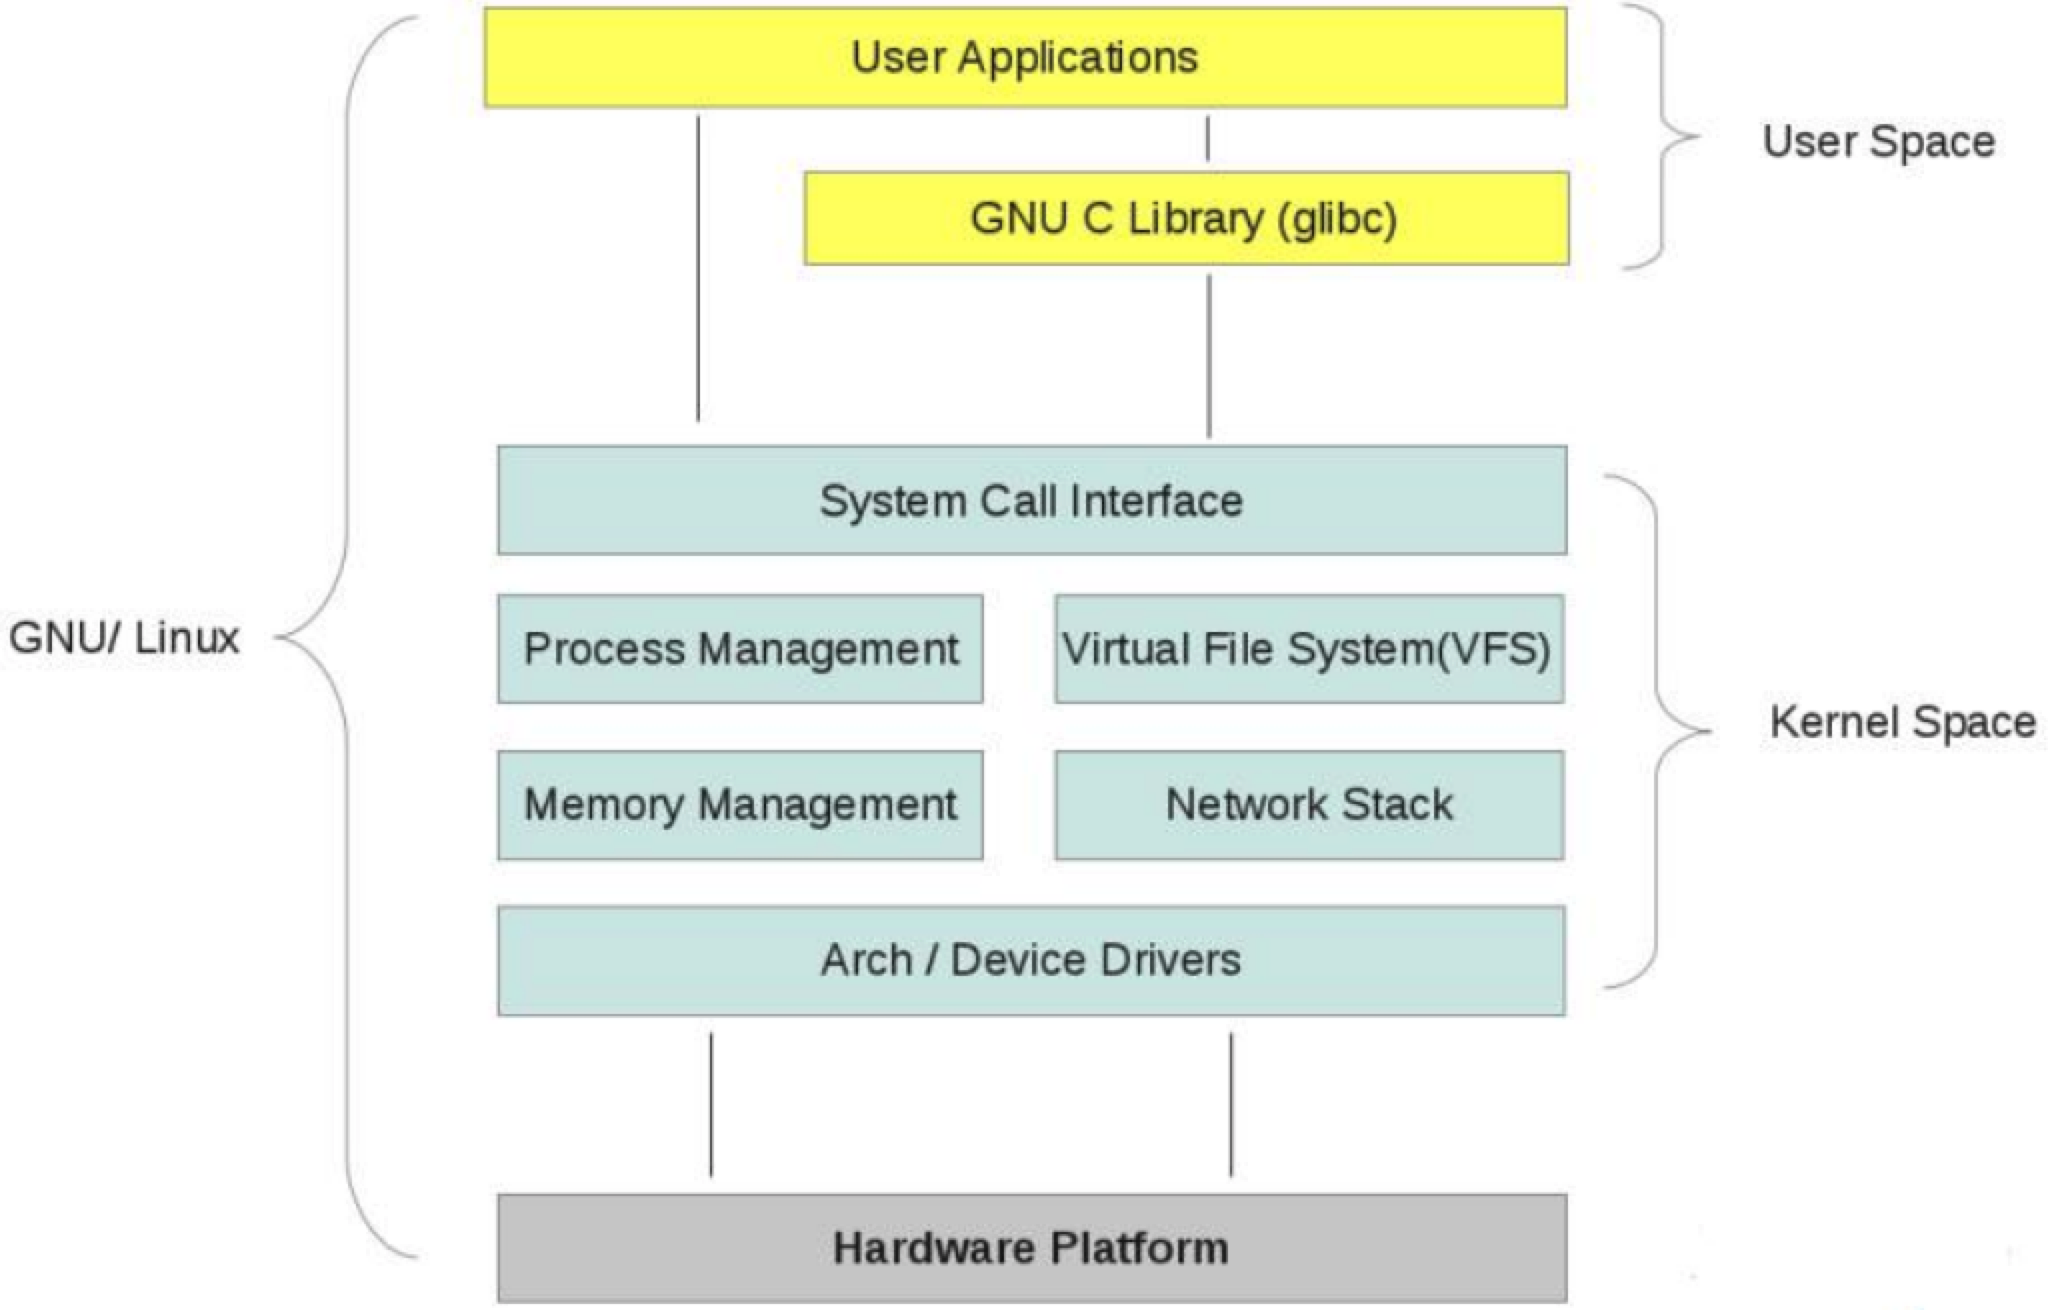 User Applications
User Space
GNU C Library (glibc)
System Call Interface
GNU/ Linux
Process Management
Virtual File System(VFS)
Kernel Space
Memory Management
Network Stack
Arch / Device Drivers
Hardware Platform